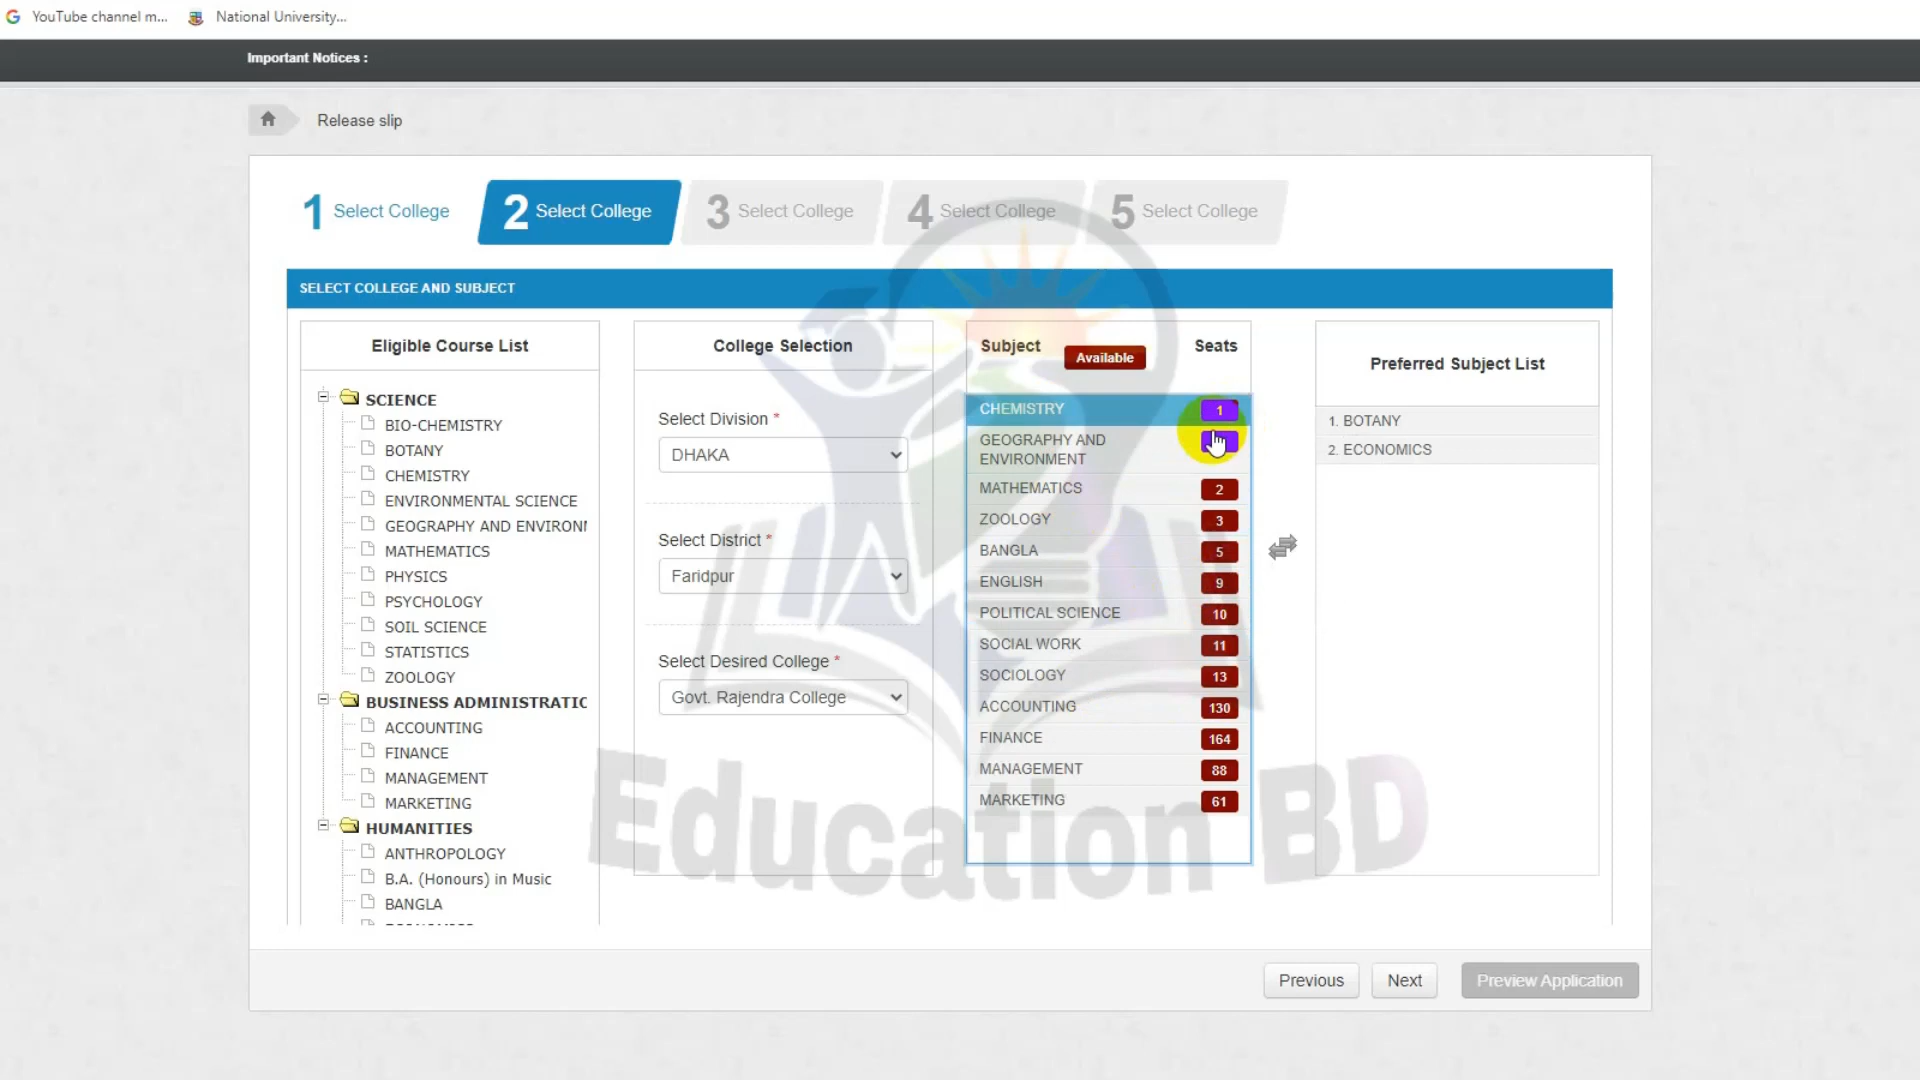 YouTube channel m...
National University...
Important Notices :
Release slip
1 Select College
2 Select College
3 Select College
4 Select College
5 Select College
SELECT COLLEGE AND SUBJECT
Eligible Course List
SCIENCE
BIO-CHEMISTRY
BOTANY
CHEMISTRY
ENVIRONMENTAL SCIENCE
GEOGRAPHY AND ENVIRON
MATHEMATICS
PHYSICS
PSYCHOLOGY
SOIL SCIENCE
STATISTICS
ZOOLOGY
BUSINESS ADMINISTRATIO
ACCOUNTING
FINANCE
MANAGEMENT
MARKETING
HUMANITIES
ANTHROPOLOGY
B.A. (Honours) in Music
BANGLA
College Selection
Select Division *
DHAKA
Select District *
Faridpur
Select Desired College *
Govt. Rajendra College
Subject Available Seats
CHEMISTRY 1
GEOGRAPHY AND
ENVIRONMENT
MATHEMATICS 2
ZOOLOGY 3
BANGLA 5
ENGLISH 9
POLITICAL SCIENCE 10
SOCIAL WORK 11
SOCIOLOGY 13
ACCOUNTING 130
FINANCE 164
MANAGEMENT 88
MARKETING 61
Preferred Subject List
1. BOTANY
2. ECONOMICS
Education BD
Previous
Next
Preview Application